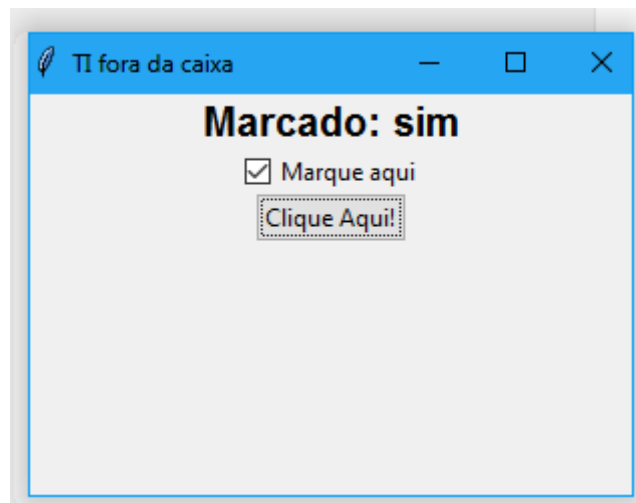 TI fora da caixa
Marcado: sim
Marque aqui
Clique Aqui!